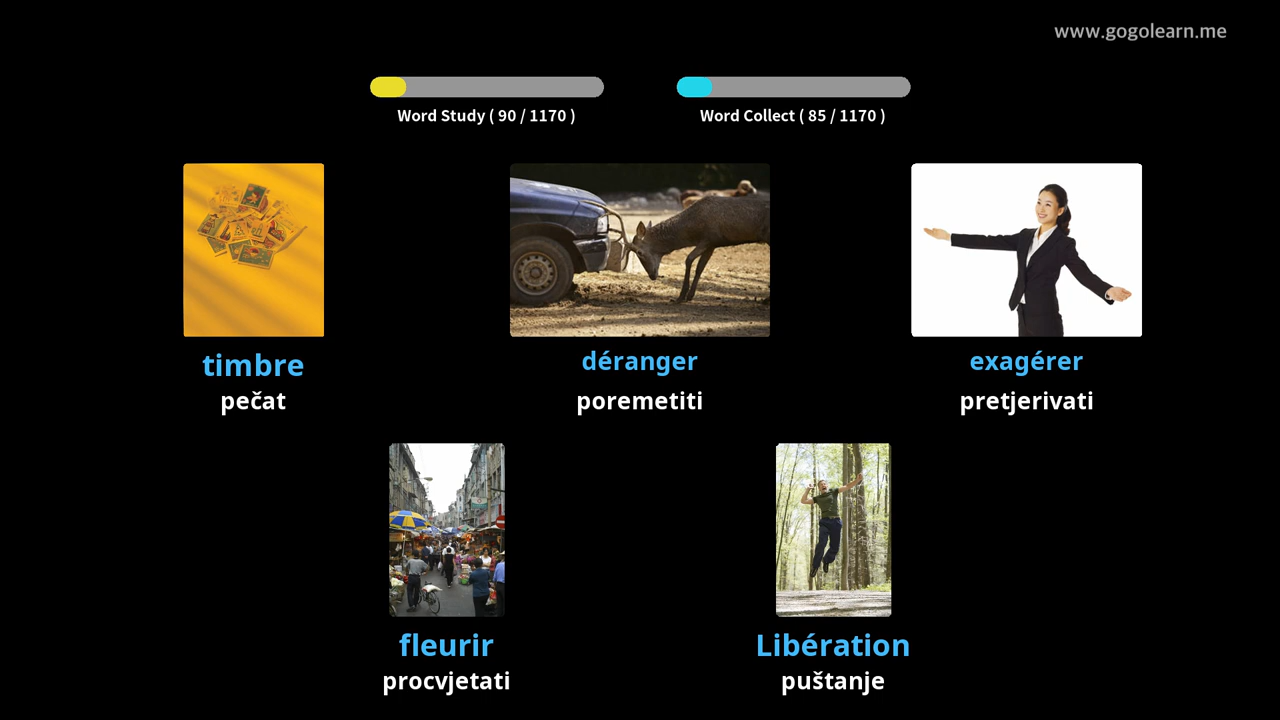 www.gogolearn.me
Word Study ( 90 / 1170 )
Word Collect ( 85 / 1170 )
timbre
pečat
déranger
poremetiti
exagérer
pretjerivati
fleurir
procvjetati
Libération
puštanje